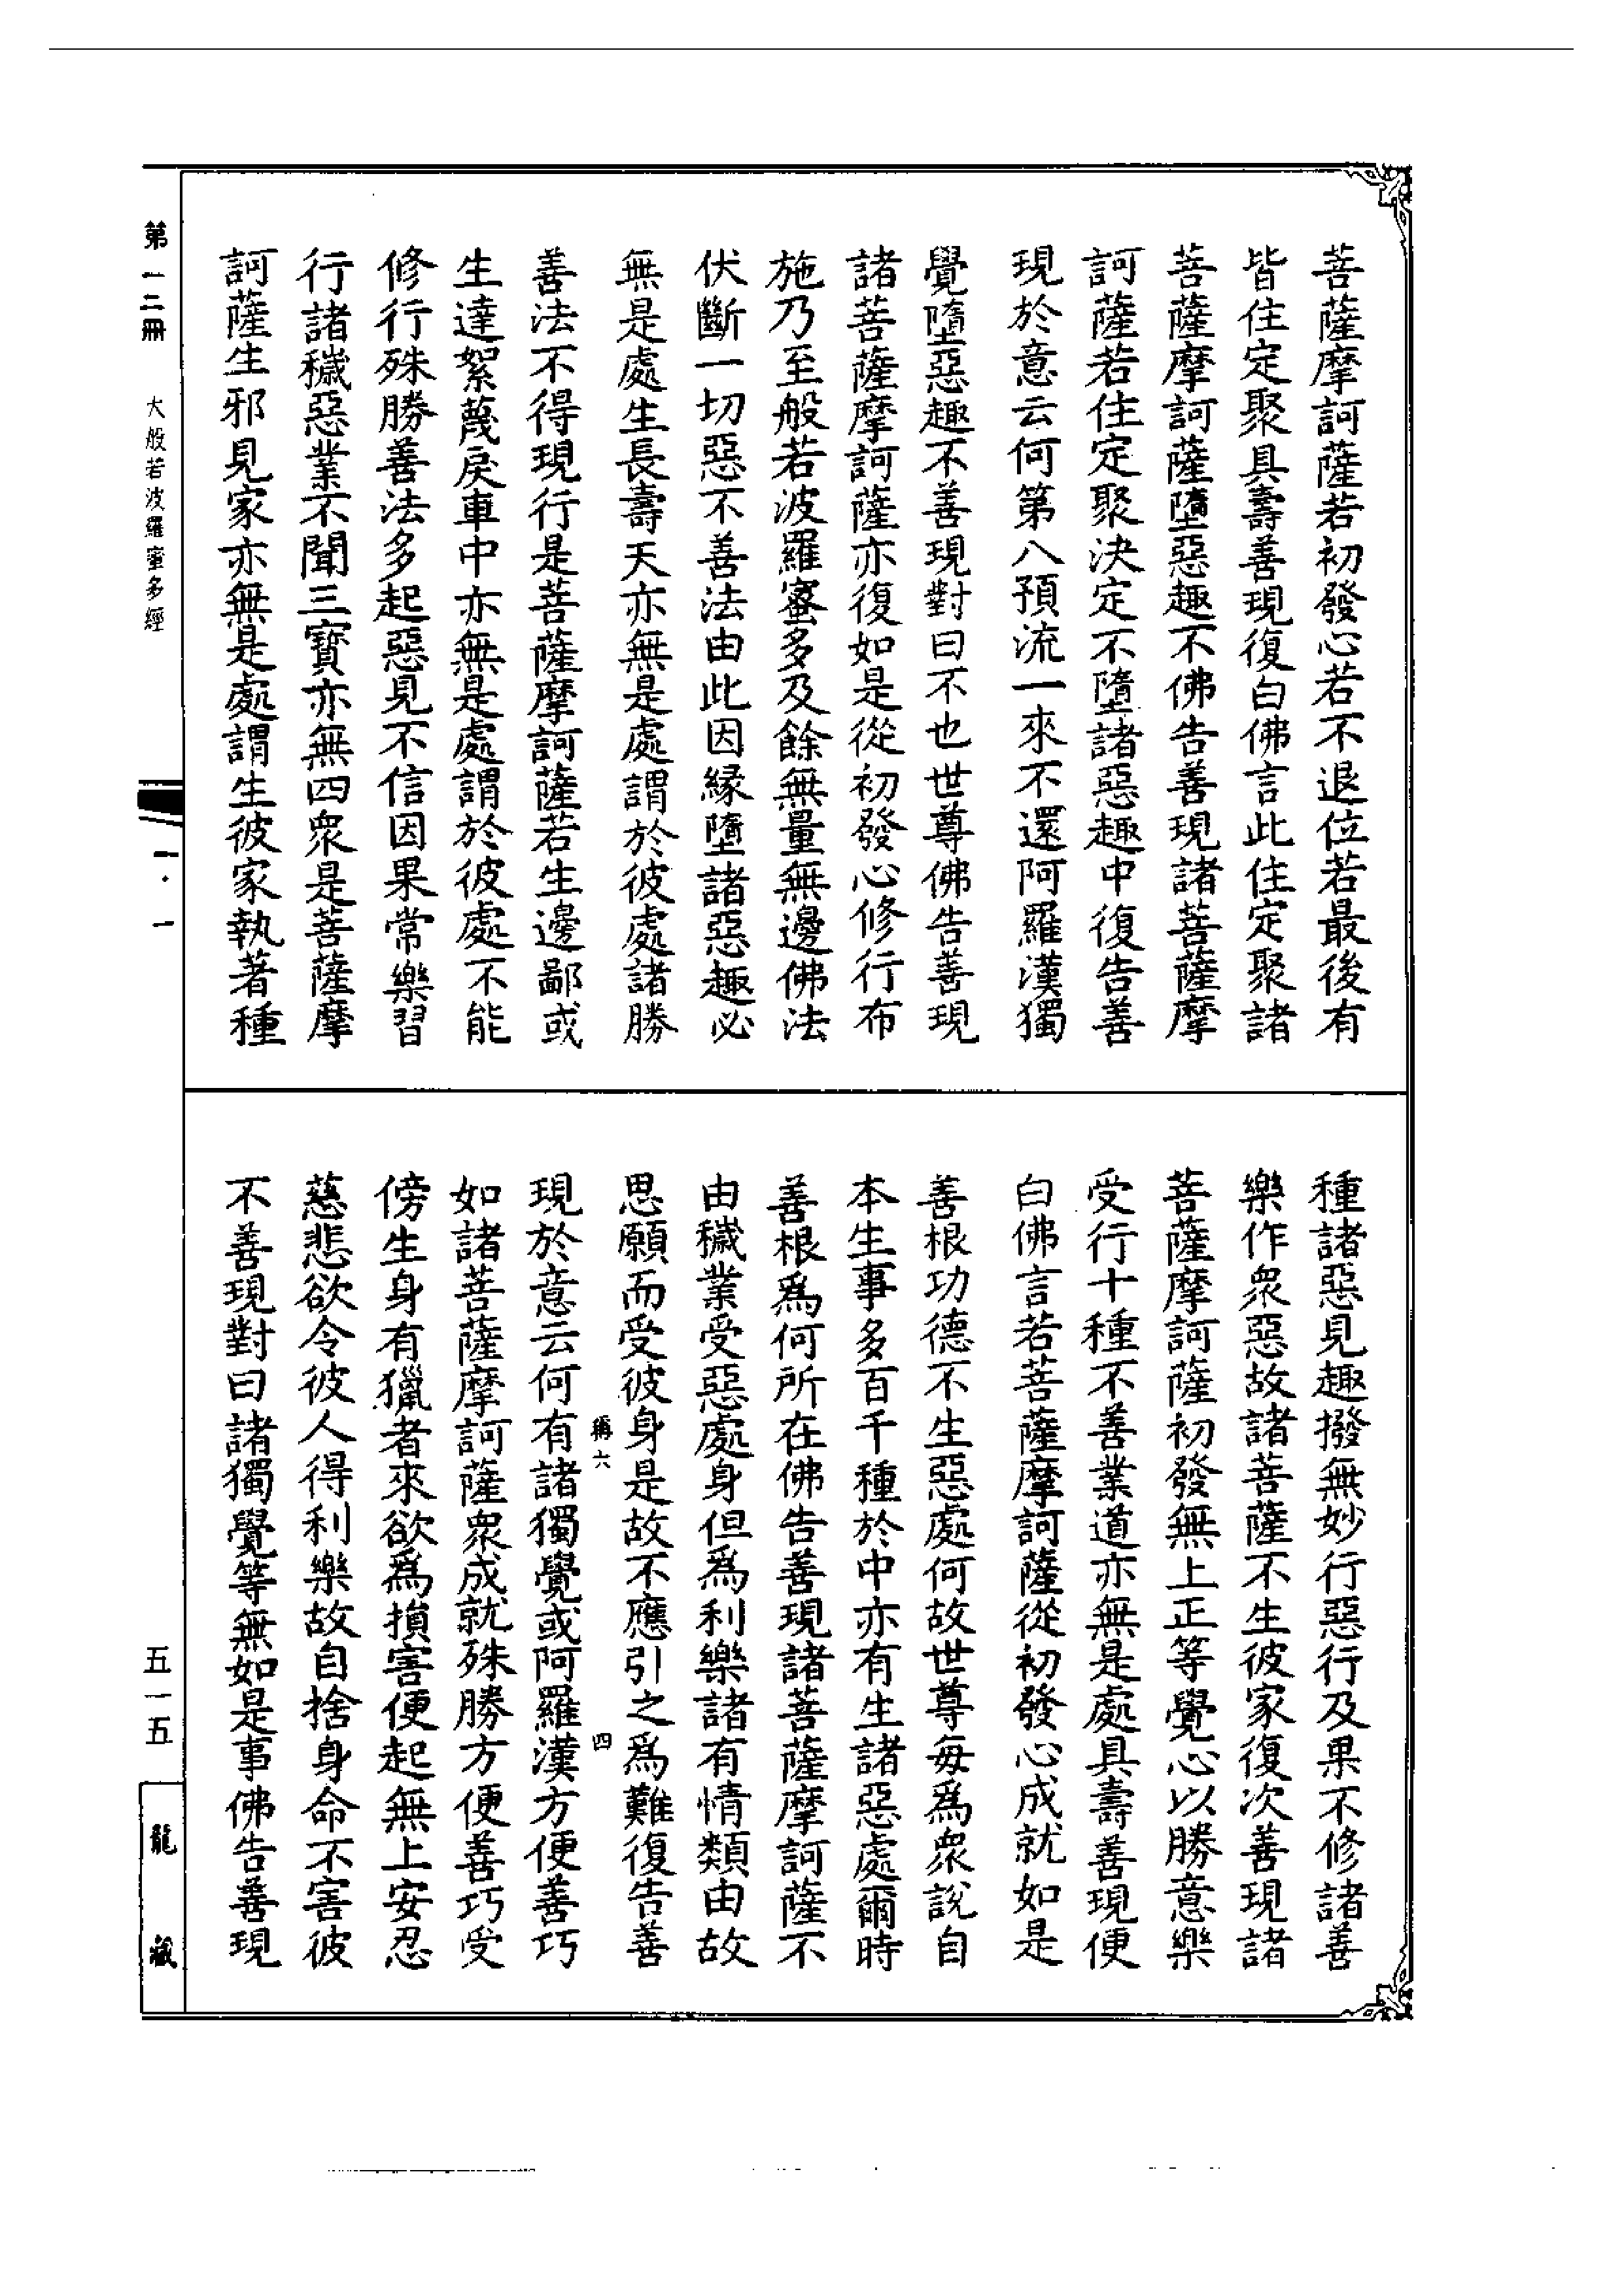 菩薩摩訶薩若初發心若不退位若最後有
皆住定聚具壽善現復白佛言此住定聚諸
菩薩摩訶薩墮惡趣不佛告善現諸菩薩摩
訶薩若住定聚決定不墮諸惡趣中復告善
現於意云何第八預流一來不還阿羅漢獨
覺墮惡趣不善現對曰不也世尊佛告善現
諸菩薩摩訶薩亦復如是從初發心修行布
施乃至般若波羅蜜多及餘無量無邊佛法
伏斷一切惡不善法由此因緣墮諸惡趣必
無是處生長壽天亦無是處謂於彼處諸勝
善法不得現行是菩薩摩訶薩若生邊鄙或
生達絮蔑戾車中亦無是處謂於彼處不能
修行殊勝善法多起惡見不信因果常樂習
行諸穢惡業不聞三寶亦無四衆是菩薩摩
訶薩生邪見家亦無是處謂生彼家執著種
種諸惡見趣撥無妙行惡行及果不修諸善
樂作衆惡故諸菩薩不生彼家復次善現諸
菩薩摩訶薩初發無上正等覺心以勝意樂
受行十種不善業道亦無是處具壽善現便
白佛言若菩薩摩訶薩從初發心成就如是
善根功德不生惡處何故世尊每爲衆說自
本生事多百千種於中亦有生諸惡處爾時
善根爲何所在佛告善現諸菩薩摩訶薩不
由穢業受惡處身但爲利樂諸有情類由故
思願而受彼身是故不應引之爲難復告善
稱六 四
現於意云何有諸獨覺或阿羅漢方便善巧
如諸菩薩摩訶薩衆成就殊勝方便善巧受
傍生身有獵者來欲爲損害便起無上安忍
慈悲欲令彼人得利樂故自捨身命不害彼
不善現對曰諸獨覺等無如是事佛告善現
第一二冊 大般若波羅蜜多經
一·一
五一五
龍藏